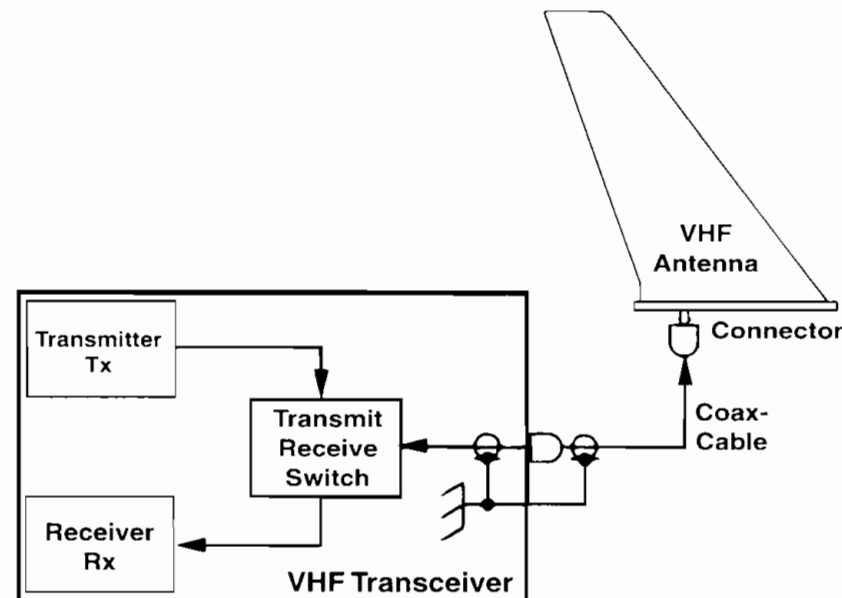 VHF
Antenna
Connector
Transmitter
Tx
Transmit
Receive
Switch
Coax-
Cable
Receiver
Rx
VHF Transceiver